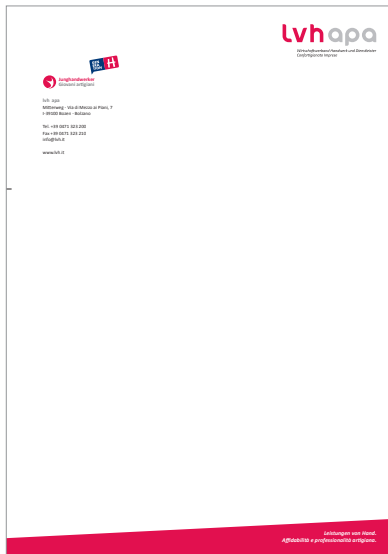 lvh apa
Wirtschaftsverband Handwerk und Dienstleister
Confartigianato Imprese
H
Junghandwerker
Giovani artigiani
lvh apa
Mitterweg - Via di Mezzo ai Piani, 7
I-39100 Bozen - Bolzano
Tel. +39 0471 323 200
Fax +39 0471 323 210
info@lvh.it
www.lvh.it
Leistungen von Hand.
Affidabilità e professionalità artigiana.